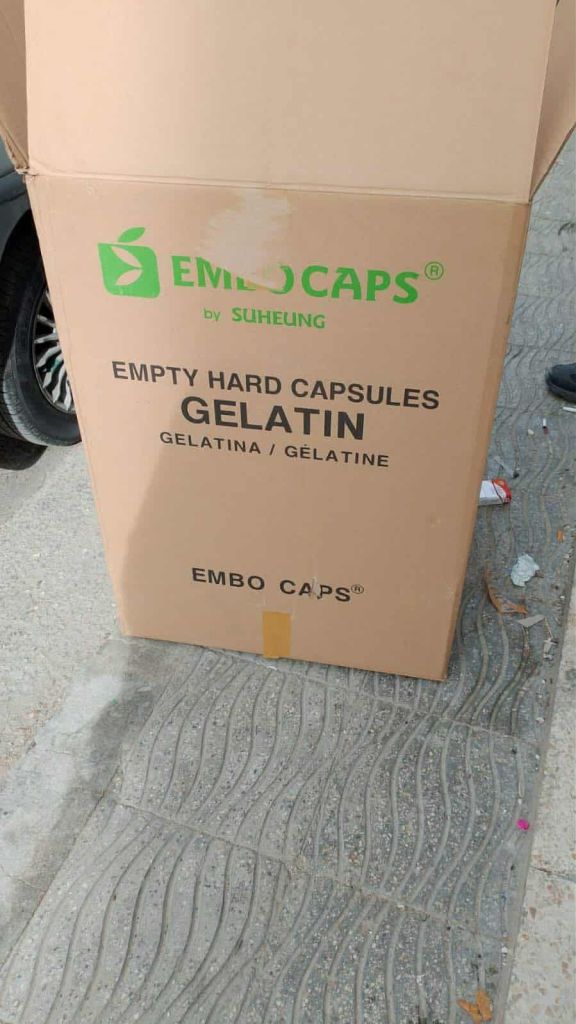 EMBOCAPS®
by SUHEUNG
EMPTY HARD CAPSULES
GELATIN
GELATINA / GÉLATINE
EMBO CAPS®